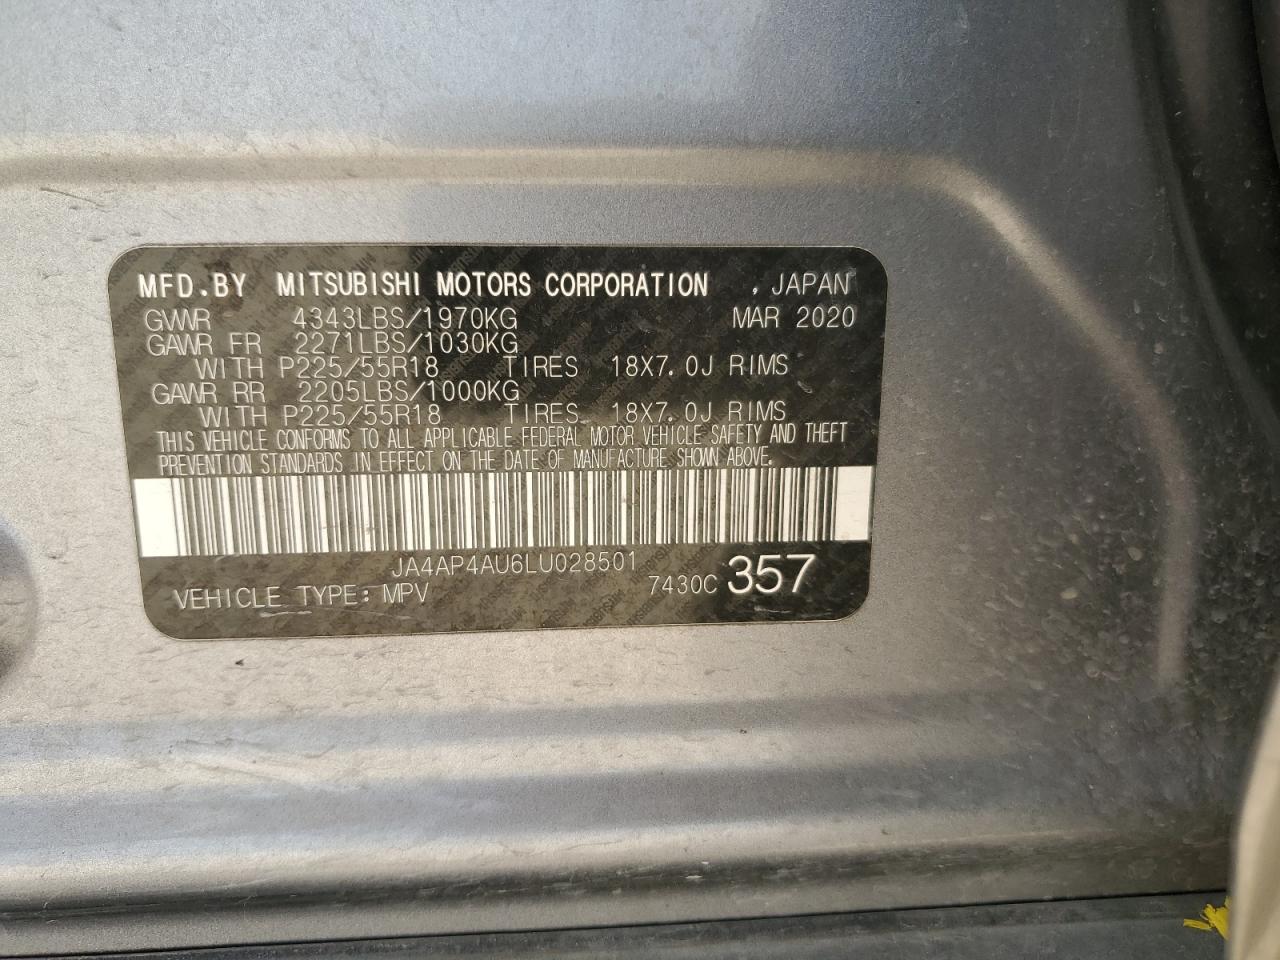 MFD.BY MITSUBISHI MOTORS CORPORATION , JAPAN
GVWR 4343LBS/1970KG MAR 2020
GAWR FR 2271LBS/1030KG
WITH P225/55R18 TIRES 18X7.0J RIMS
GAWR RR 2205LBS/1000KG
WITH P225/55R18 TIRES 18X7.0J RIMS
THIS VEHICLE CONFORMS TO ALL APPLICABLE FEDERAL MOTOR VEHICLE SAFETY AND THEFT
PREVENTION STANDARDS IN EFFECT ON THE DATE OF MANUFACTURE SHOWN ABOVE.
JA4AP4AU6LU028501
VEHICLE TYPE: MPV 7430C 357